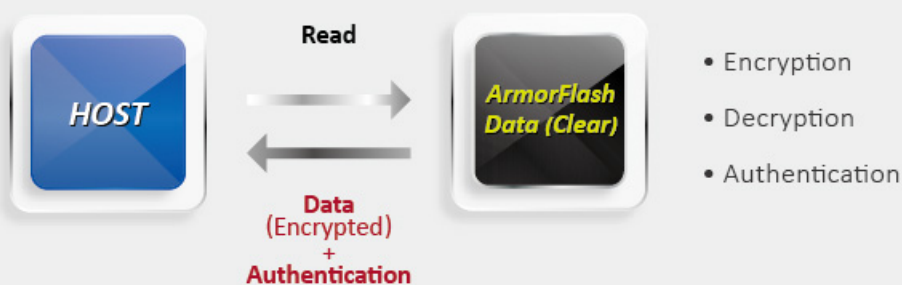 HOST
Read
Data
(Encrypted)
+
Authentication
ArmorFlash
Data (Clear)
• Encryption
• Decryption
• Authentication